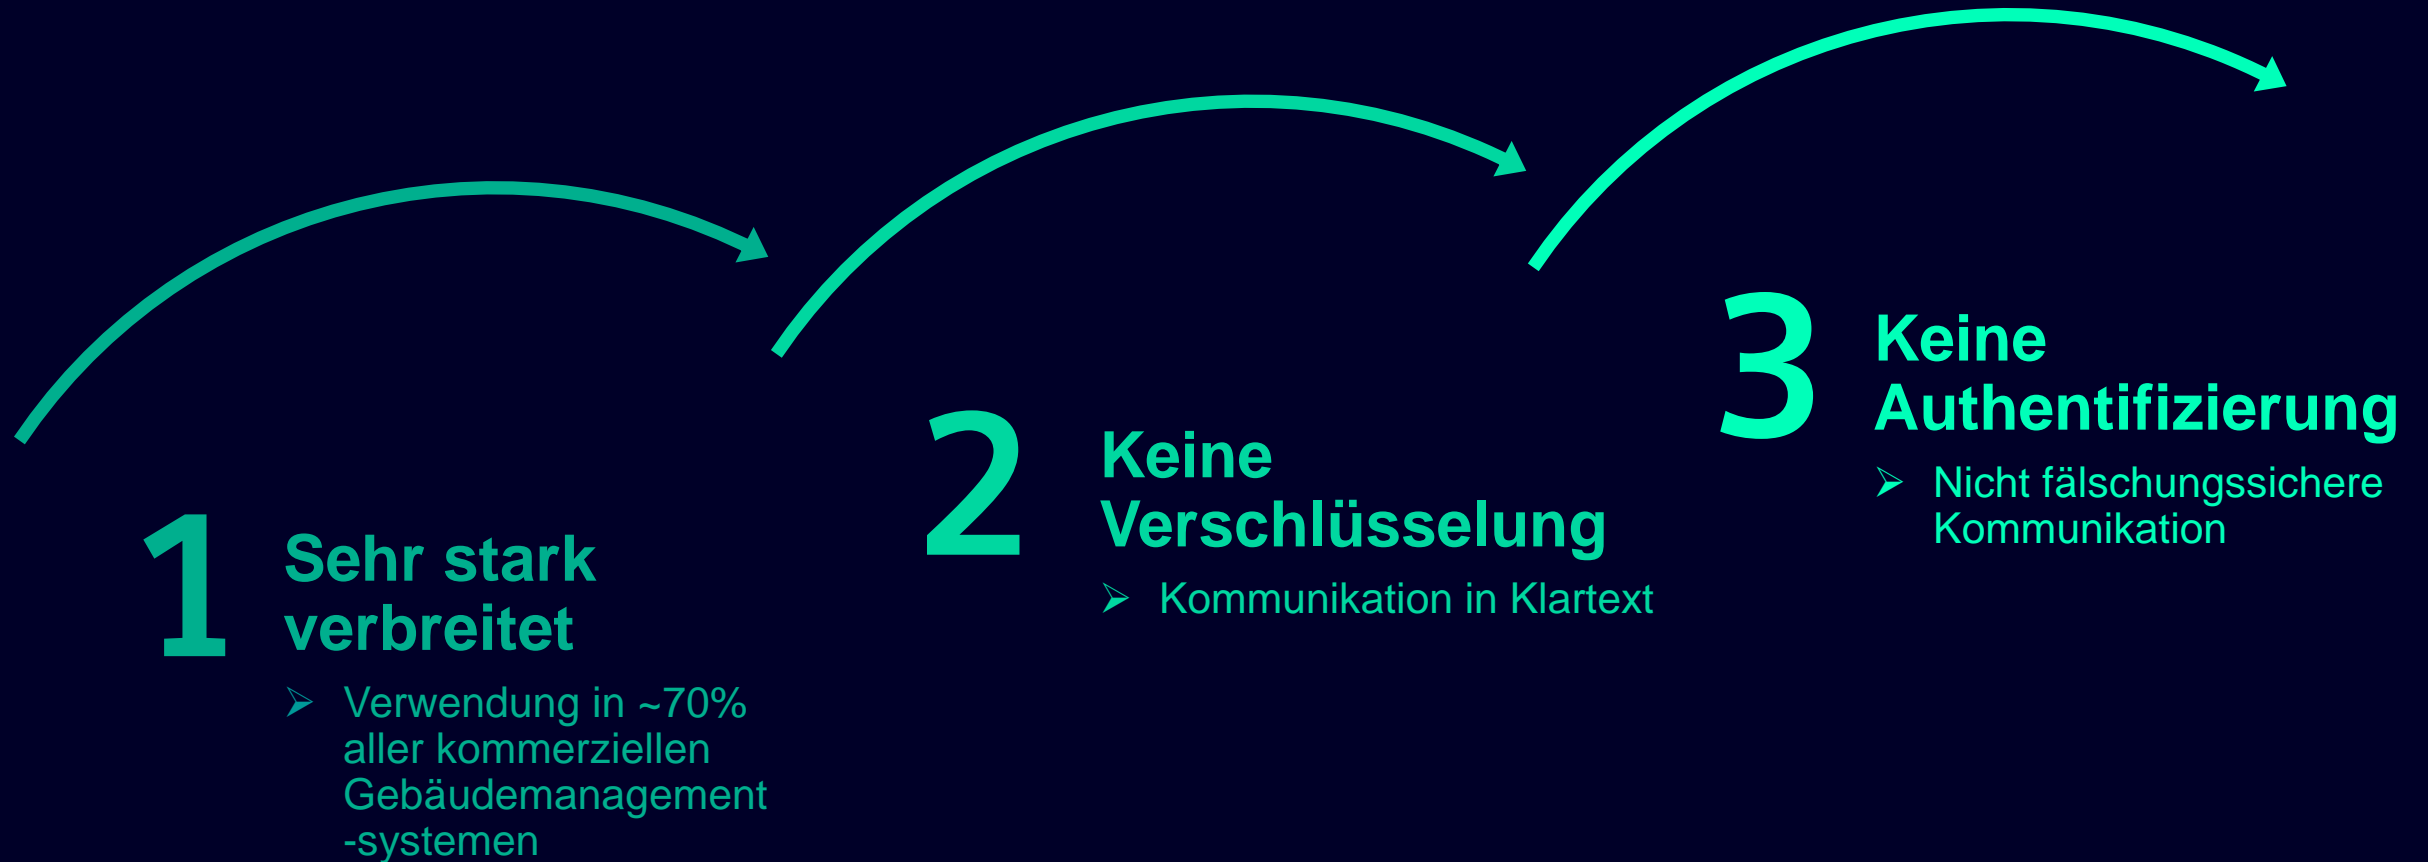 1
Sehr stark
verbreitet
➢ Verwendung in ~70%
aller kommerziellen
Gebäudemanagement
-systemen
2
Keine
Verschlüsselung
➢ Kommunikation in Klartext
3
Keine
Authentifizierung
➢ Nicht fälschungssichere
Kommunikation